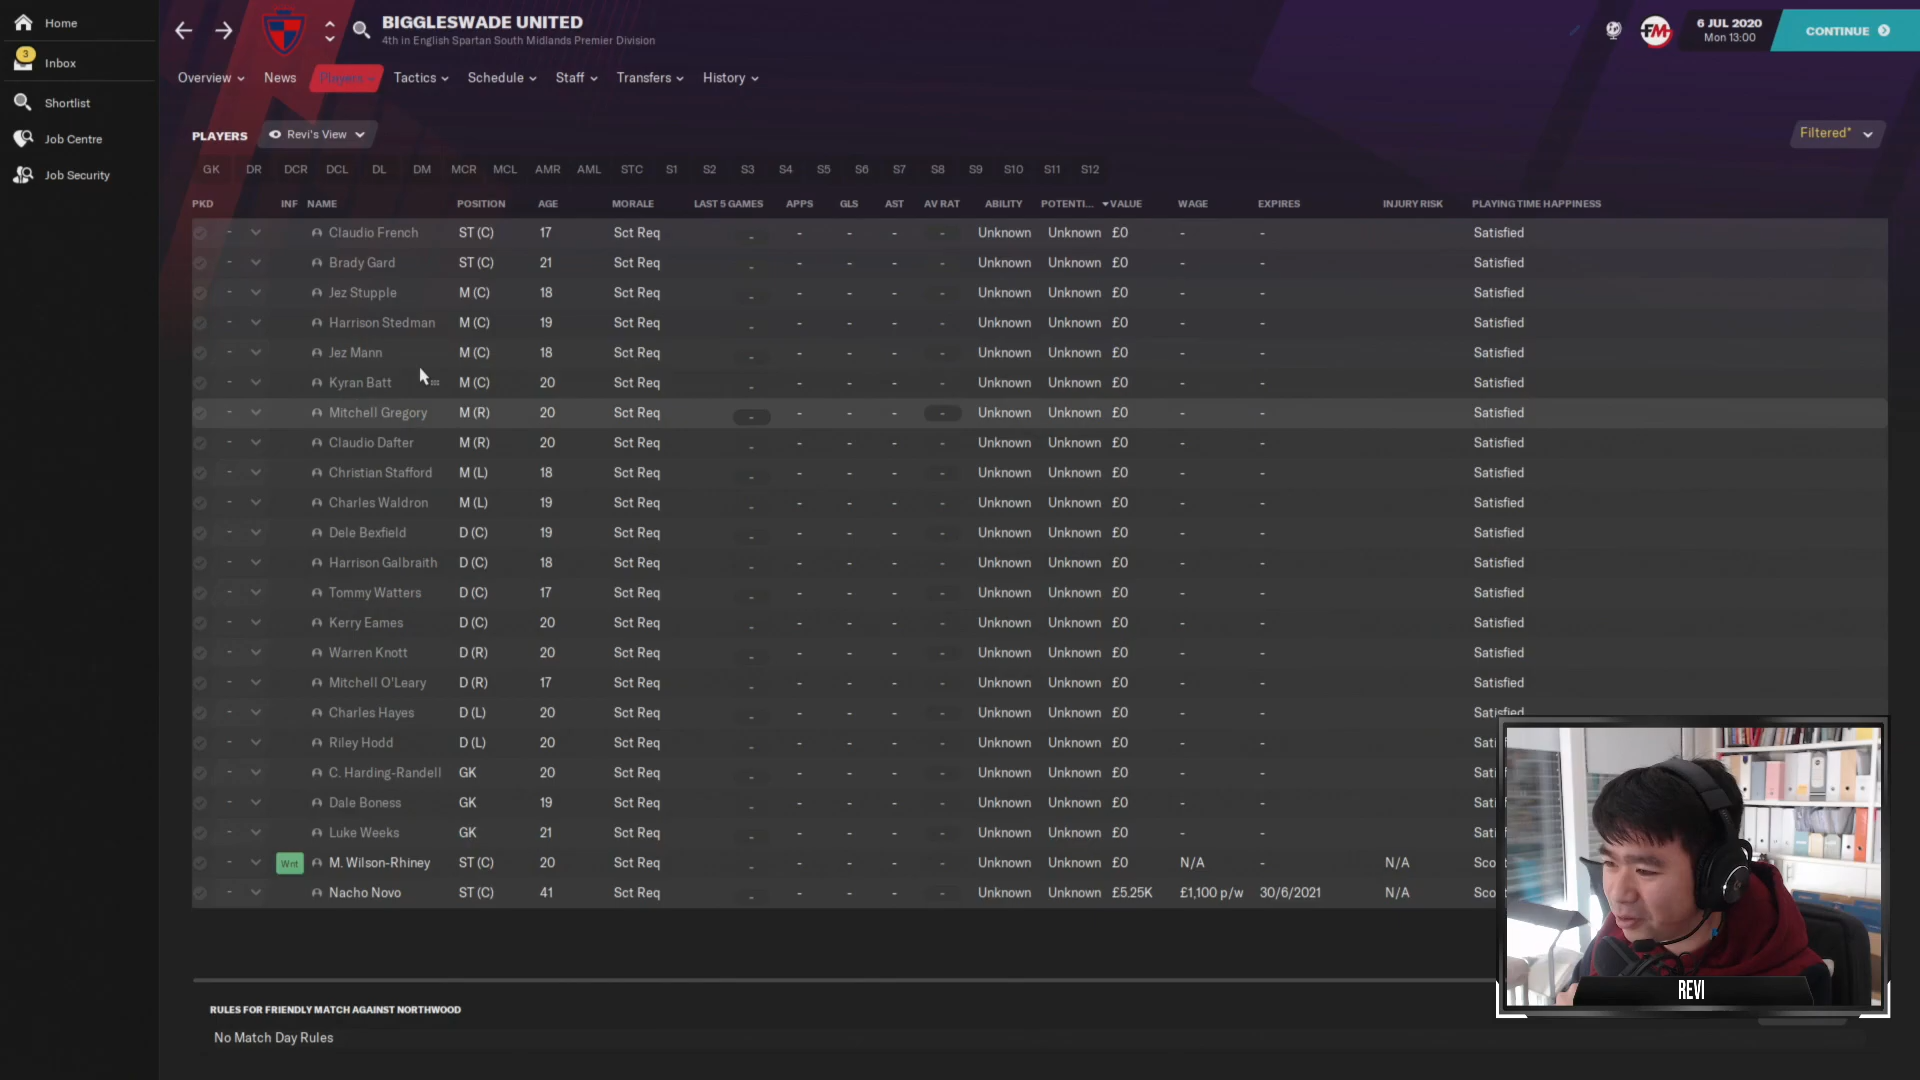 Home
3
Inbox
Shortlist
Job Centre
Job Security
BIGGLESWADE UNITED
4th in English Spartan South Midlands Premier Division
FM
6 JUL 2020
Mon 13:00
CONTINUE
Overview News Players Tactics Schedule Staff Transfers History
PLAYERS Revi's View Filtered*
GK DR DCR DCL DL DM MCR MCL AMR AML STC S1 S2 S3 S4 S5 S6 S7 S8 S9 S10 S11 S12
PKD INF NAME POSITION AGE MORALE LAST 5 GAMES APPS GLS AST AV RAT ABILITY POTENTI... VALUE WAGE EXPIRES INJURY RISK PLAYING TIME HAPPINESS
- Claudio French ST (C) 17 Sct Req - - - - - Unknown Unknown £0 - - Satisfied
- Brady Gard ST (C) 21 Sct Req - - - - - Unknown Unknown £0 - - Satisfied
- Jez Stupple M (C) 18 Sct Req - - - - - Unknown Unknown £0 - - Satisfied
- Harrison Stedman M (C) 19 Sct Req - - - - - Unknown Unknown £0 - - Satisfied
- Jez Mann M (C) 18 Sct Req - - - - - Unknown Unknown £0 - - Satisfied
- Kyran Batt M (C) 20 Sct Req - - - - - Unknown Unknown £0 - - Satisfied
- Mitchell Gregory M (R) 20 Sct Req - - - - - Unknown Unknown £0 - - Satisfied
- Claudio Dafter M (R) 20 Sct Req - - - - - Unknown Unknown £0 - - Satisfied
- Christian Stafford M (L) 18 Sct Req - - - - - Unknown Unknown £0 - - Satisfied
- Charles Waldron M (L) 19 Sct Req - - - - - Unknown Unknown £0 - - Satisfied
- Dele Bexfield D (C) 19 Sct Req - - - - - Unknown Unknown £0 - - Satisfied
- Harrison Galbraith D (C) 18 Sct Req - - - - - Unknown Unknown £0 - - Satisfied
- Tommy Watters D (C) 17 Sct Req - - - - - Unknown Unknown £0 - - Satisfied
- Kerry Eames D (C) 20 Sct Req - - - - - Unknown Unknown £0 - - Satisfied
- Warren Knott D (R) 20 Sct Req - - - - - Unknown Unknown £0 - - Satisfied
- Mitchell O'Leary D (R) 17 Sct Req - - - - - Unknown Unknown £0 - - Satisfied
- Charles Hayes D (L) 20 Sct Req - - - - - Unknown Unknown £0 - - Satisfied
- Riley Hodd D (L) 20 Sct Req - - - - - Unknown Unknown £0 - - Sati
- C. Harding-Randell GK 20 Sct Req - - - - - Unknown Unknown £0 - - Sati
- Dale Boness GK 19 Sct Req - - - - - Unknown Unknown £0 - - Sati
- Luke Weeks GK 21 Sct Req - - - - - Unknown Unknown £0 - - Sati
- Wnt M. Wilson-Rhiney ST (C) 20 Sct Req - - - - - Unknown Unknown £0 N/A - N/A Sco
- Nacho Novo ST (C) 41 Sct Req - - - - - Unknown Unknown £5.25K £1,100 p/w 30/6/2021 N/A Sco
RULES FOR FRIENDLY MATCH AGAINST NORTHWOOD
No Match Day Rules
REVI